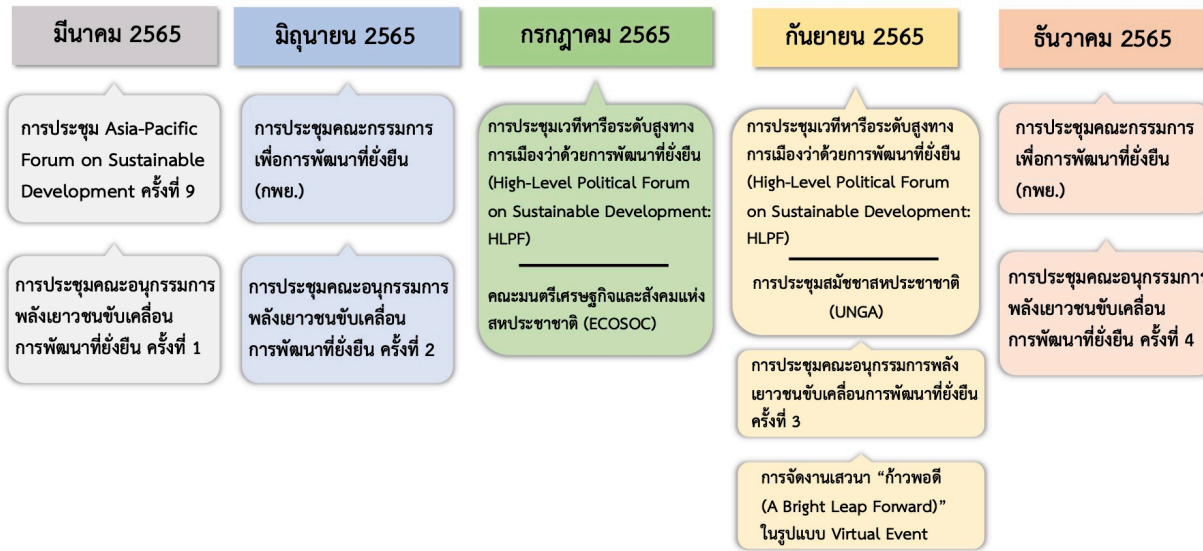 มีนาคม 2565
การประชุม Asia-Pacific
Forum on Sustainable
Development ครั้งที่ 9
การประชุมคณะอนุกรรมการ
พลังเยาวชนขับเคลื่อน
การพัฒนาที่ยั่งยืน ครั้งที่ 1
มิถุนายน 2565
การประชุมคณะกรรมการ
เพื่อการพัฒนาที่ยั่งยืน
(กพย.)
การประชุมคณะอนุกรรมการ
พลังเยาวชนขับเคลื่อน
การพัฒนาที่ยั่งยืน ครั้งที่ 2
กรกฎาคม 2565
การประชุมเวทีหารือระดับสูงทาง
การเมืองว่าด้วยการพัฒนาที่ยั่งยืน
(High-Level Political Forum
on Sustainable Development:
HLPF)
คณะมนตรีเศรษฐกิจและสังคมแห่ง
สหประชาชาติ (ECOSOC)
กันยายน 2565
การประชุมเวทีหารือระดับสูงทาง
การเมืองว่าด้วยการพัฒนาที่ยั่งยืน
(High-Level Political Forum
on Sustainable Development:
HLPF)
การประชุมสมัชชาสหประชาชาติ
(UNGA)
การประชุมคณะอนุกรรมการพลัง
เยาวชนขับเคลื่อนการพัฒนาที่ยั่งยืน
ครั้งที่ 3
การจัดงานเสวนา “ก้าวพอดี
(A Bright Leap Forward)”
ในรูปแบบ Virtual Event
ธันวาคม 2565
การประชุมคณะกรรมการ
เพื่อการพัฒนาที่ยั่งยืน
(กพย.)
การประชุมคณะอนุกรรมการ
พลังเยาวชนขับเคลื่อน
การพัฒนาที่ยั่งยืน ครั้งที่ 4